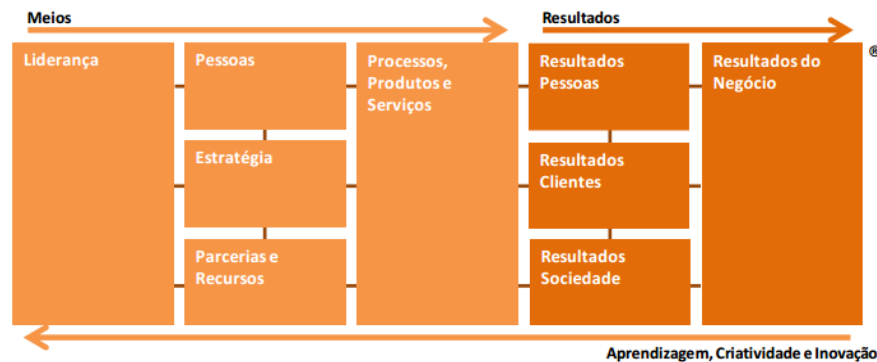 Meios
Resultados
®
Liderança
Pessoas
Processos,
Produtos e
Serviços
Resultados
Pessoas
Resultados do
Negócio
Estratégia
Resultados
Clientes
Parcerias e
Recursos
Resultados
Sociedade
Aprendizagem, Criatividade e Inovação